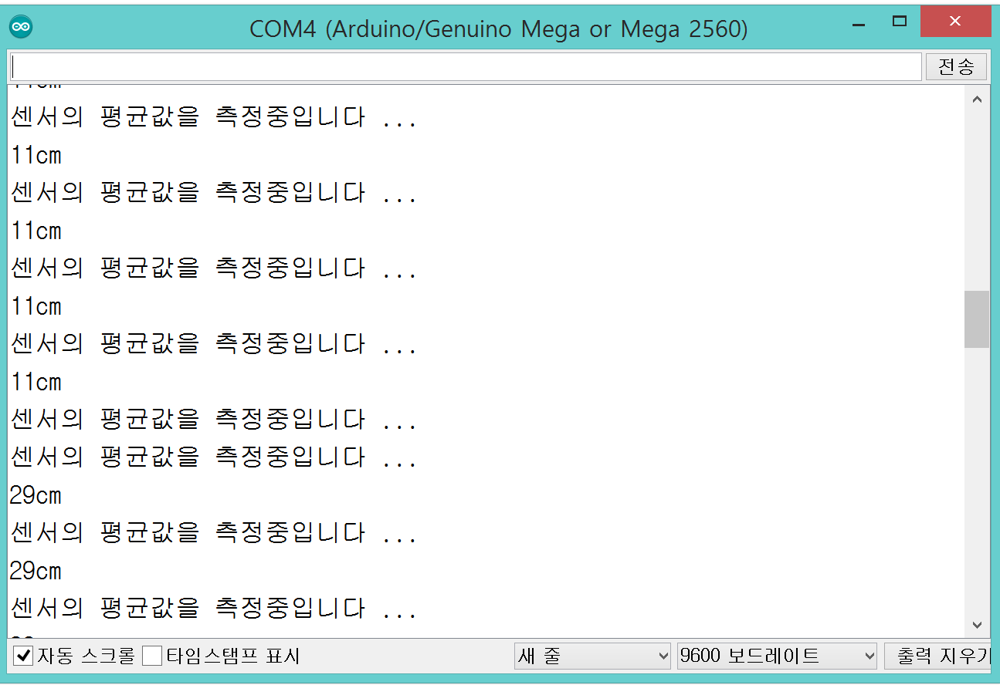 COM4 (Arduino/Genuino Mega or Mega 2560)
전송
센서의 평균값을 측정중입니다 ...
11cm
센서의 평균값을 측정중입니다 ...
11cm
센서의 평균값을 측정중입니다 ...
11cm
센서의 평균값을 측정중입니다 ...
11cm
센서의 평균값을 측정중입니다 ...
센서의 평균값을 측정중입니다 ...
29cm
센서의 평균값을 측정중입니다 ...
29cm
센서의 평균값을 측정중입니다 ...
자동 스크롤 타임스탬프 표시 새 줄 9600 보드레이트 출력 지우기